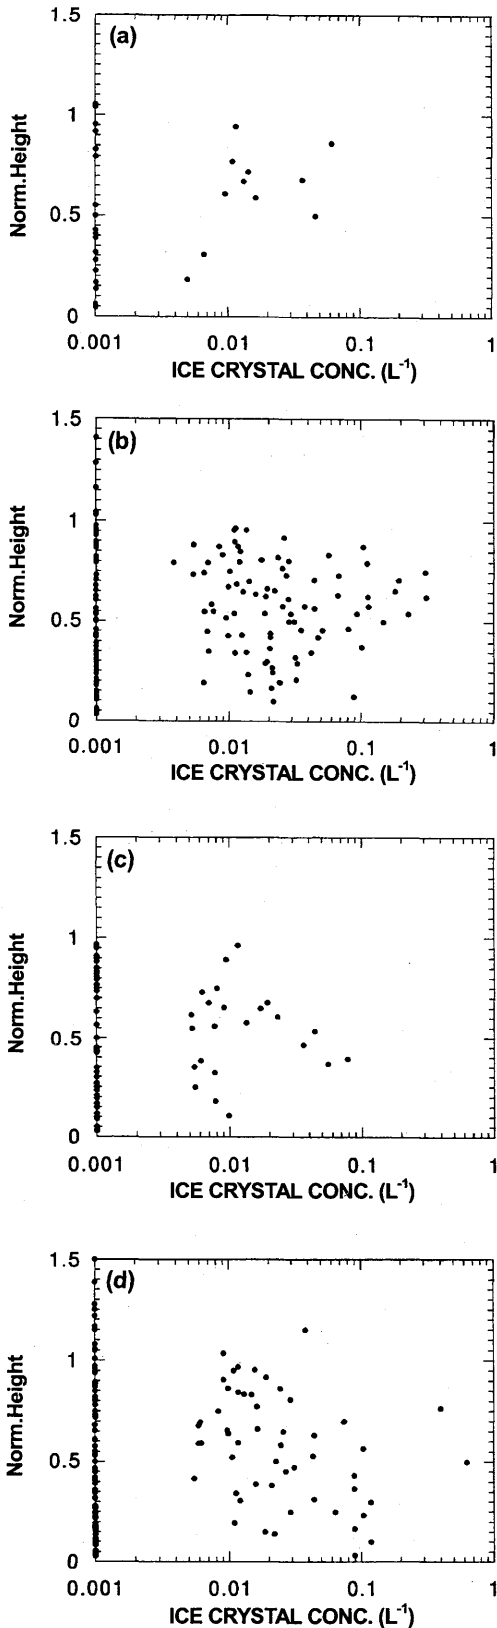 (a)
1.5
1
0.5
0
Norm.Height
0.001 0.01 0.1 1
ICE CRYSTAL CONC. (L-1)
(b)
1.5
1
0.5
0
Norm.Height
0.001 0.01 0.1 1
ICE CRYSTAL CONC. (L-1)
(c)
1.5
1
0.5
0
Norm.Height
0.001 0.01 0.1 1
ICE CRYSTAL CONC. (L-1)
(d)
1.5
1
0.5
0
Norm.Height
0.001 0.01 0.1 1
ICE CRYSTAL CONC. (L-1)